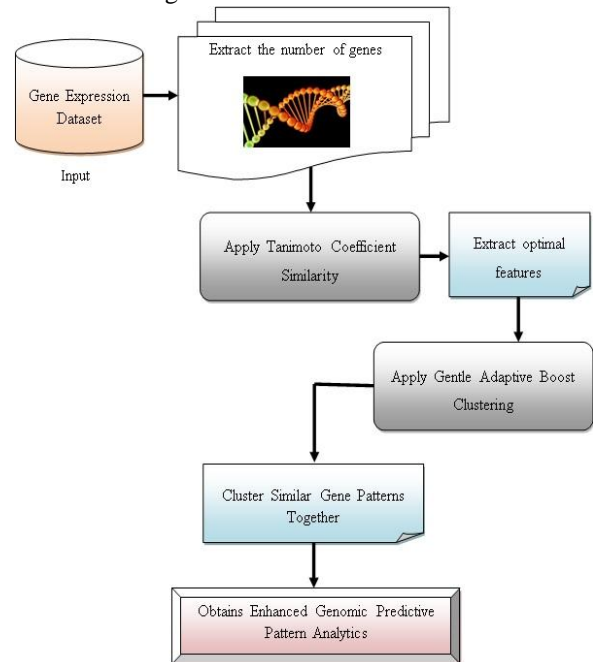 Extract the number of genes
Gene Expression
Dataset
Input
Apply Tanimoto Coefficient
Similarity
Extract optimal
features
Apply Gentle Adaptive Boost
Clustering
Cluster Similar Gene Patterns
Together
Obtains Enhanced Genomic Predictive
Pattern Analytics